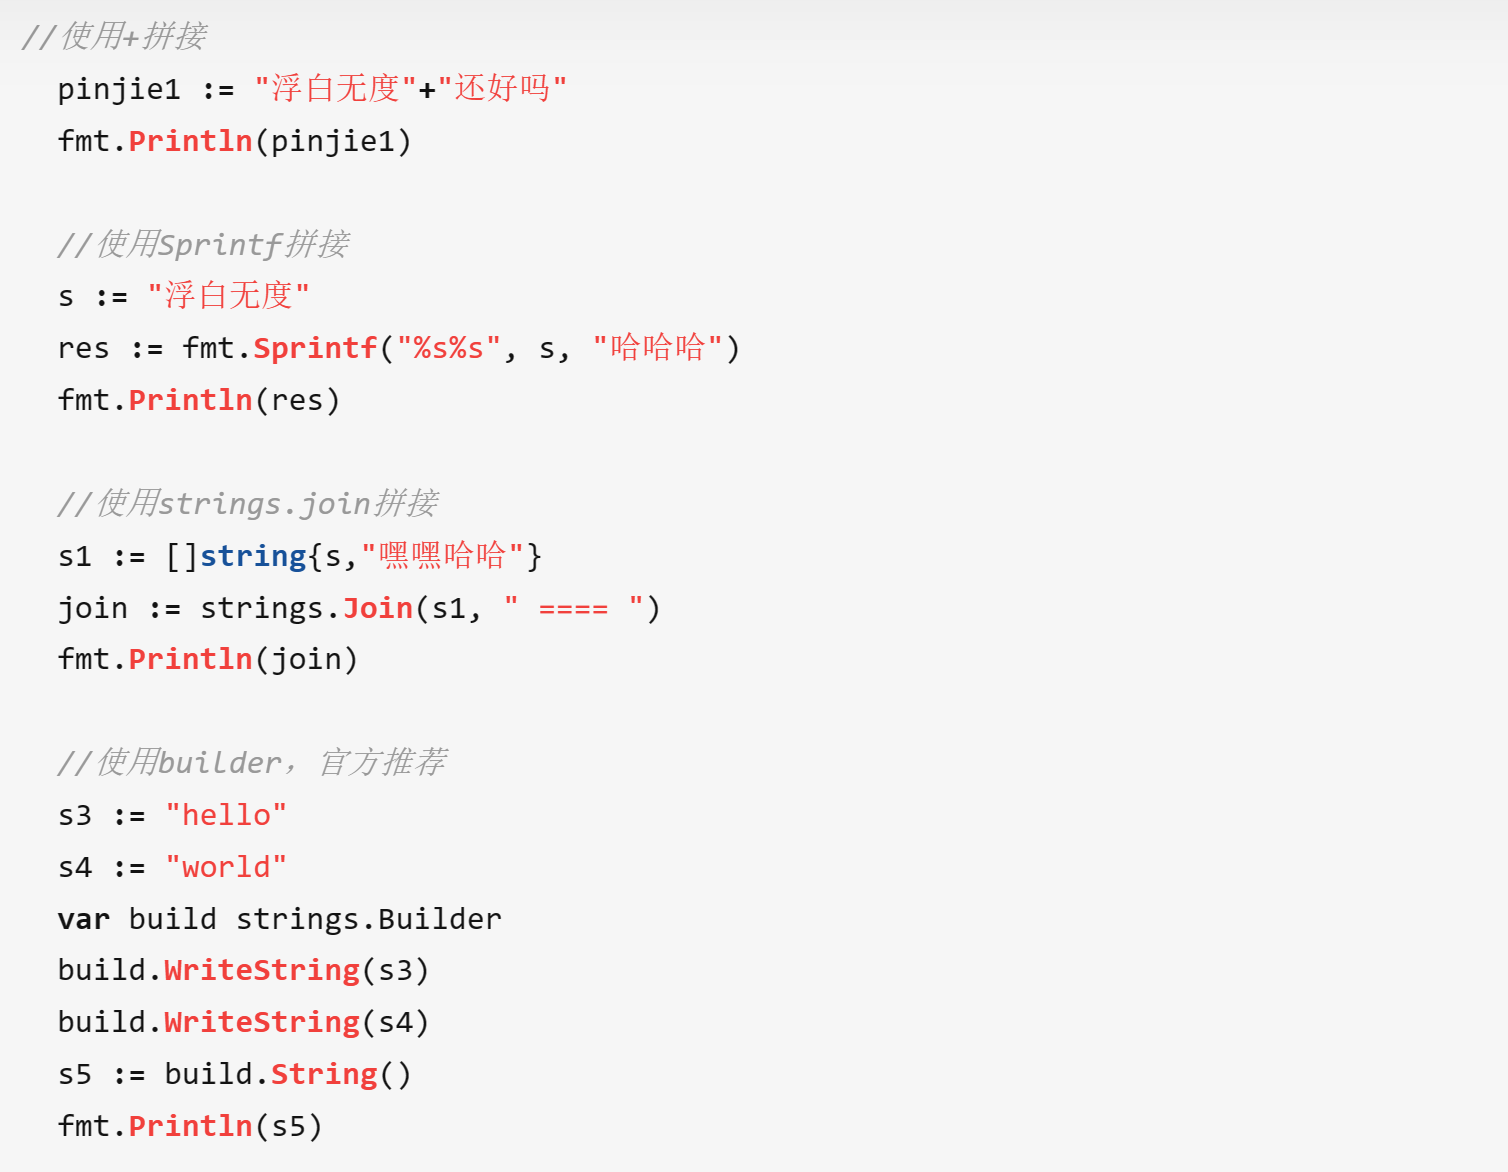 //使用+拼接
pinjie1 := "浮白无度"+"还好吗"
fmt.Println(pinjie1)
//使用Sprintf拼接
s := "浮白无度"
res := fmt.Sprintf("%s%s", s, "哈哈哈")
fmt.Println(res)
//使用strings.join拼接
s1 := []string{s,"嘿嘿哈哈"}
join := strings.Join(s1, " ==== ")
fmt.Println(join)
//使用builder，官方推荐
s3 := "hello"
s4 := "world"
var build strings.Builder
build.WriteString(s3)
build.WriteString(s4)
s5 := build.String()
fmt.Println(s5)